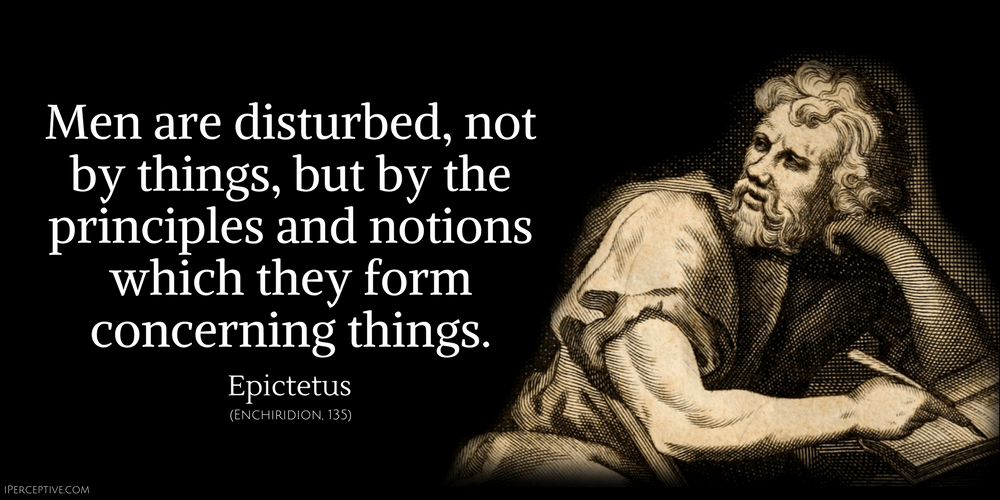 Men are disturbed, not
by things, but by the
principles and notions
which they form
concerning things.
Epictetus
(Enchiridion, 135)
iPerceptive.com